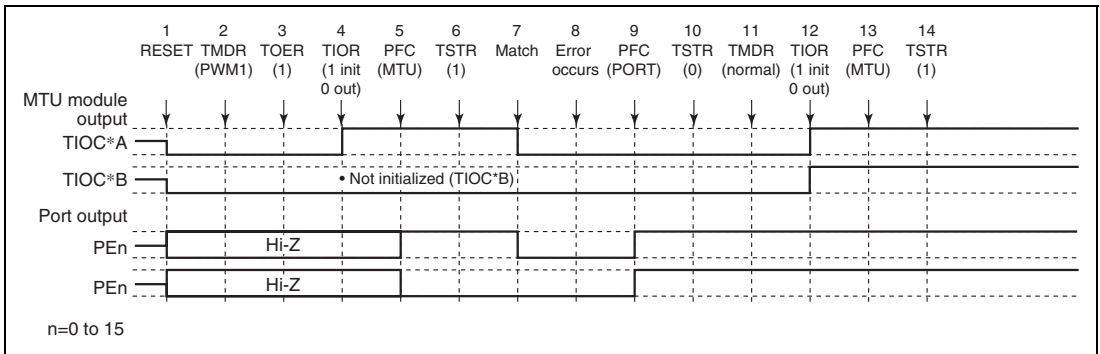 1 2 3 4 5 6 7 8 9 10 11 12 13 14
RESET TMDR TOER TIOR PFC TSTR Match Error PFC TSTR TMDR TIOR PFC TSTR
(PWM1) (1) (1 init (MTU) (1) occurs (PORT) (0) (normal) (1 init (MTU) (1)
0 out) 0 out)
MTU module
output
TIOC*A
TIOC*B
• Not initialized (TIOC*B)
Port output
PEn
Hi-Z
PEn
Hi-Z
n=0 to 15